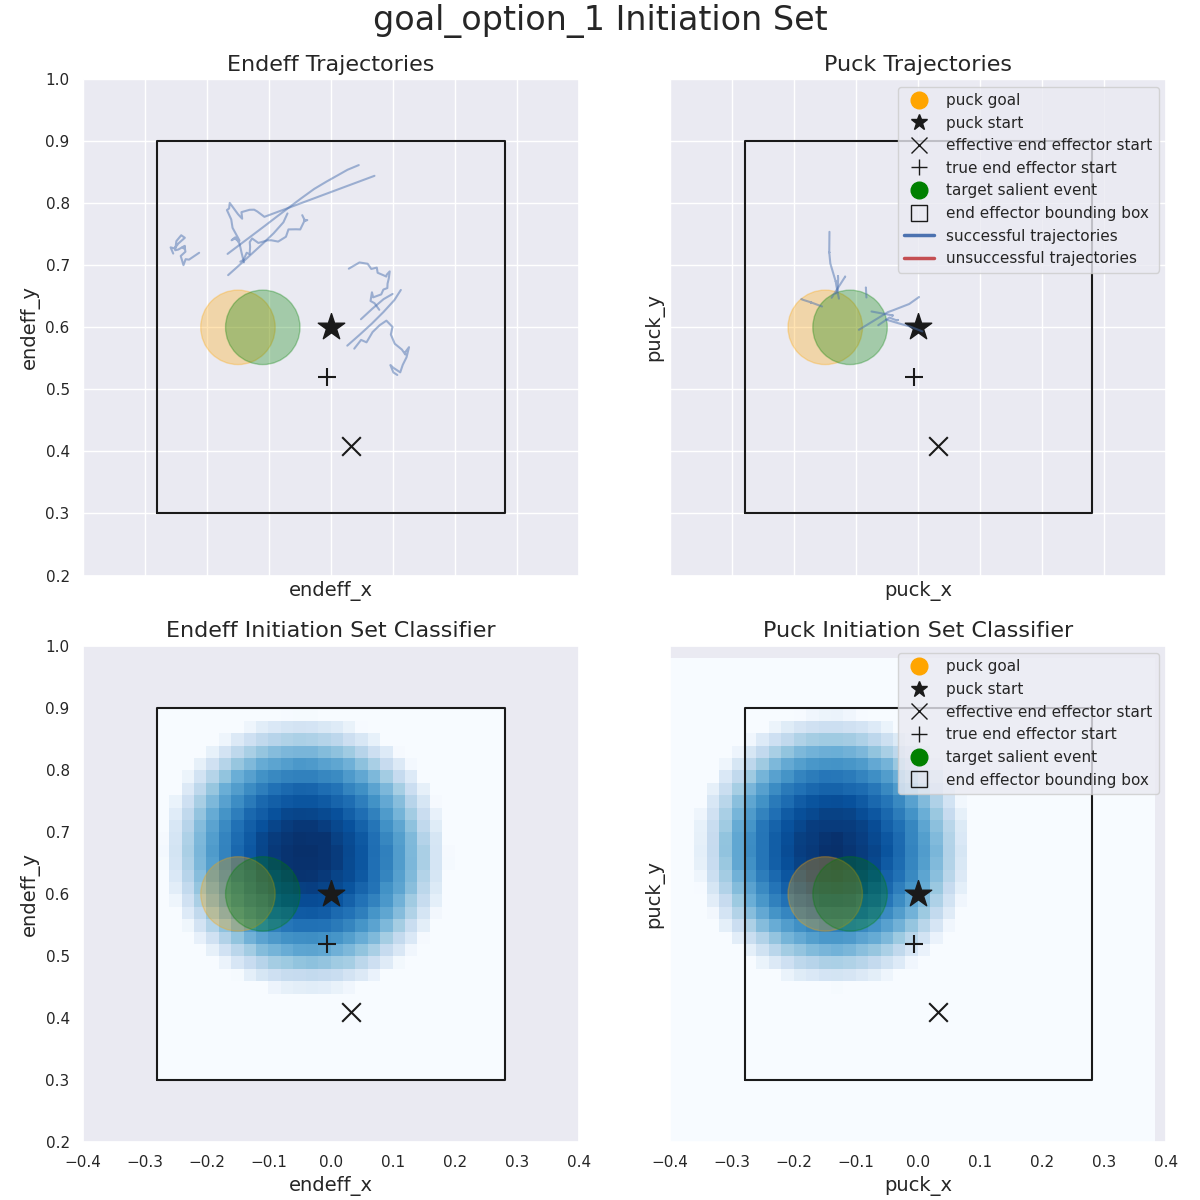 goal_option_1 Initiation Set
Endeff Trajectories
Puck Trajectories
1.0
0.9
0.8
0.7
0.6
0.5
0.4
0.3
0.2
endeff_y
endeff_x
puck_y
puck goal
puck start
effective end effector start
true end effector start
target salient event
end effector bounding box
successful trajectories
unsuccessful trajectories
puck_x
Endeff Initiation Set Classifier
Puck Initiation Set Classifier
1.0
0.9
0.8
0.7
0.6
0.5
0.4
0.3
0.2
endeff_y
−0.4 −0.3 −0.2 −0.1 0.0 0.1 0.2 0.3 0.4
endeff_x
puck_y
puck goal
puck start
effective end effector start
true end effector start
target salient event
end effector bounding box
−0.4 −0.3 −0.2 −0.1 0.0 0.1 0.2 0.3 0.4
puck_x